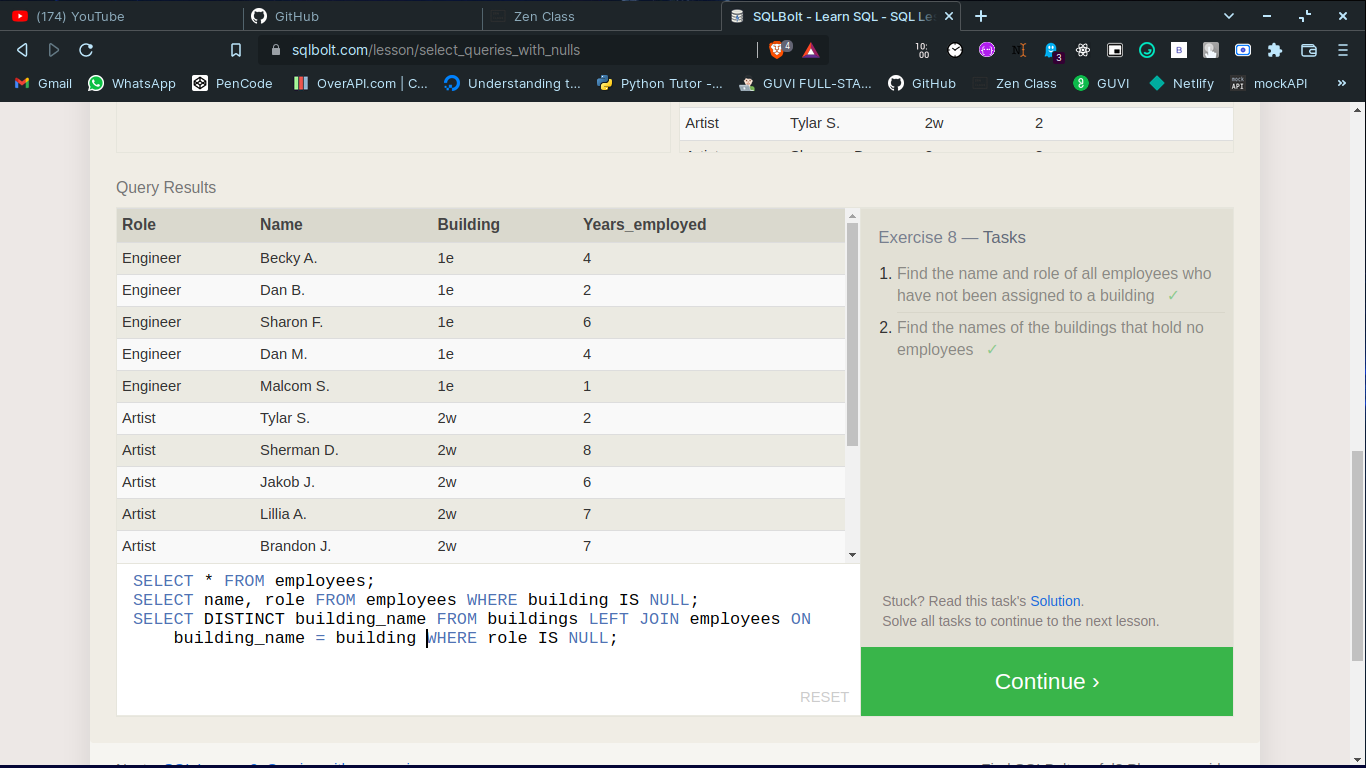 (174) YouTube
GitHub
Zen Class
SQLBolt - Learn SQL - SQL Le
sqlbolt.com/lesson/select_queries_with_nulls
4
10:
00
3
B
Gmail
WhatsApp
PenCode
OverAPI.com | C...
Understanding t...
Python Tutor -...
GUVI FULL-STA...
GitHub
Zen Class
GUVI
Netlify
mock
API
mockAPI
»
Artist Tylar S. 2w 2
Query Results
Role Name Building Years_employed
Engineer Becky A. 1e 4
Engineer Dan B. 1e 2
Engineer Sharon F. 1e 6
Engineer Dan M. 1e 4
Engineer Malcom S. 1e 1
Artist Tylar S. 2w 2
Artist Sherman D. 2w 8
Artist Jakob J. 2w 6
Artist Lillia A. 2w 7
Artist Brandon J. 2w 7
SELECT * FROM employees;
SELECT name, role FROM employees WHERE building IS NULL;
SELECT DISTINCT building_name FROM buildings LEFT JOIN employees ON
building_name = building WHERE role IS NULL;
RESET
Exercise 8 — Tasks
1. Find the name and role of all employees who
have not been assigned to a building ✓
2. Find the names of the buildings that hold no
employees ✓
Stuck? Read this task's Solution.
Solve all tasks to continue to the next lesson.
Continue ›